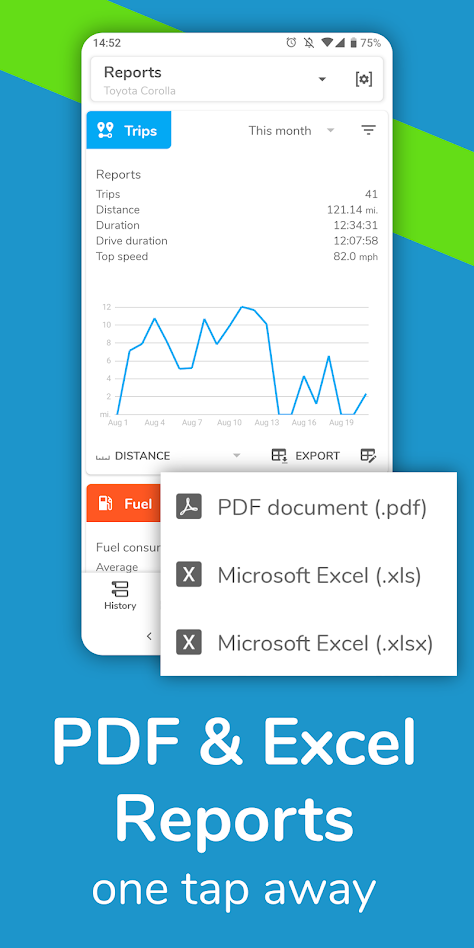 14:52 75%
Reports
Toyota Corolla
Trips This month
Reports
Trips 41
Distance 121.14 mi.
Duration 12:34:31
Drive duration 12:07:58
Top speed 82.0 mph
12
10
8
6
4
2
mi.
Aug 1 Aug 4 Aug 7 Aug 10 Aug 13 Aug 16 Aug 19
DISTANCE EXPORT
Fuel
Fuel consu
Average
History
PDF document (.pdf)
X Microsoft Excel (.xls)
X Microsoft Excel (.xlsx)
PDF & Excel
Reports
one tap away